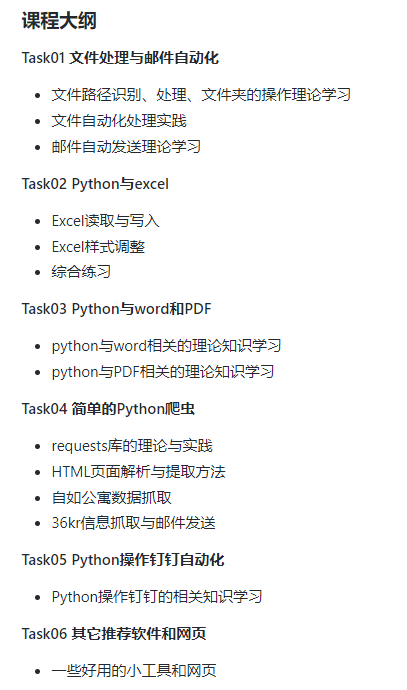 课程大纲
Task01 文件处理与邮件自动化
文件路径识别、处理、文件夹的操作理论学习
文件自动化处理实践
邮件自动发送理论学习
Task02 Python与excel
Excel读取与写入
Excel样式调整
综合练习
Task03 Python与word和PDF
python与word相关的理论知识学习
python与PDF相关的理论知识学习
Task04 简单的Python爬虫
requests库的理论与实践
HTML页面解析与提取方法
自如公寓数据抓取
36kr信息抓取与邮件发送
Task05 Python操作钉钉自动化
Python操作钉钉的相关知识学习
Task06 其它推荐软件和网页
一些好用的小工具和网页